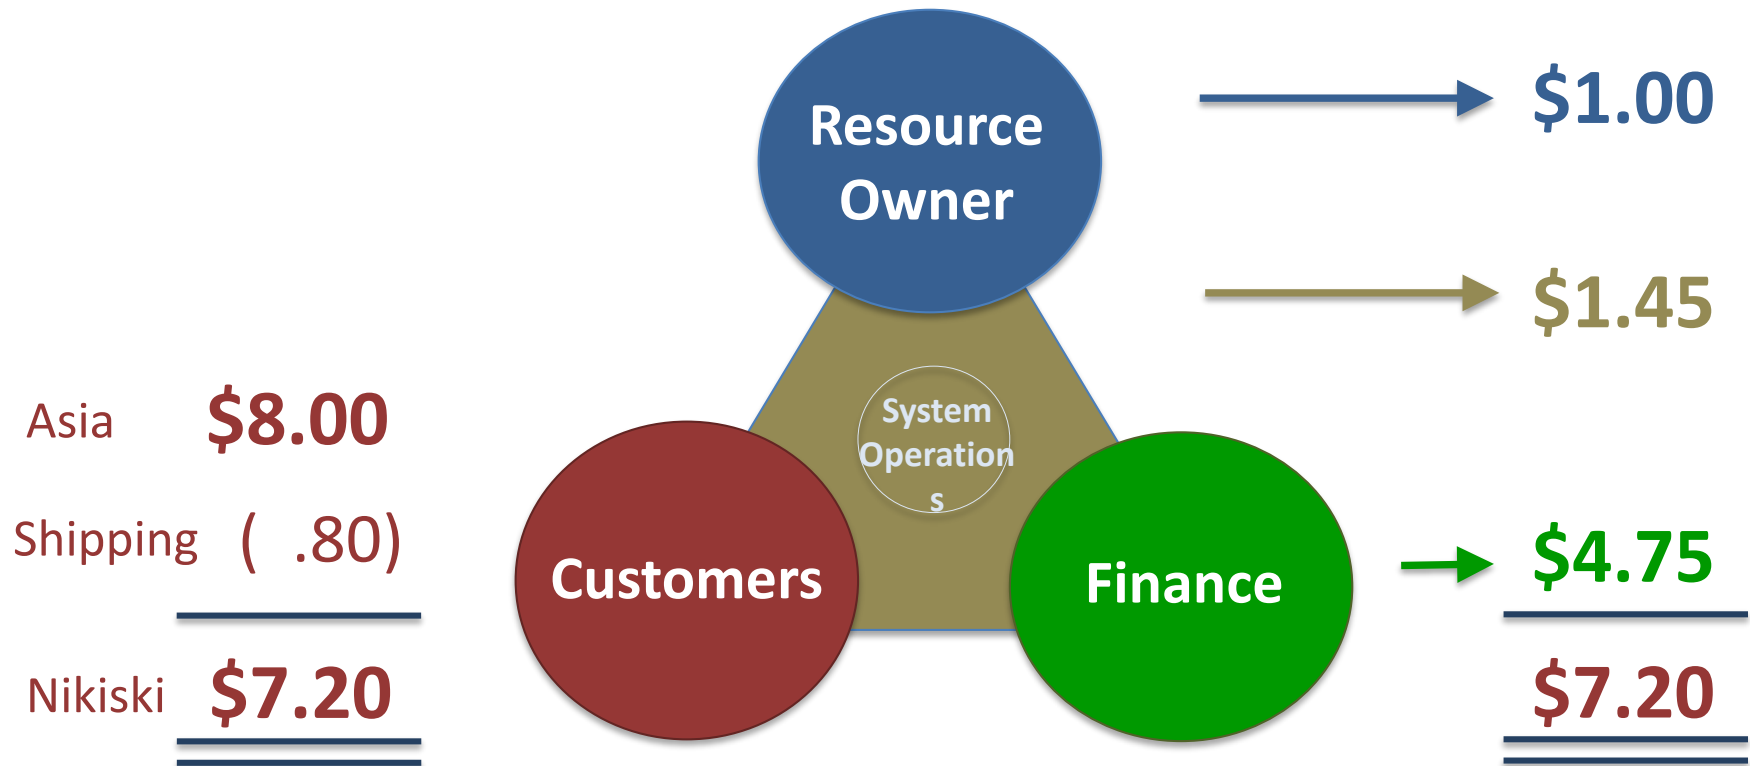 Resource
Owner
$1.00
$1.45
System
Operation
s
Asia $8.00
Shipping ( .80)
Customers
Finance
$4.75
Nikiski $7.20
$7.20